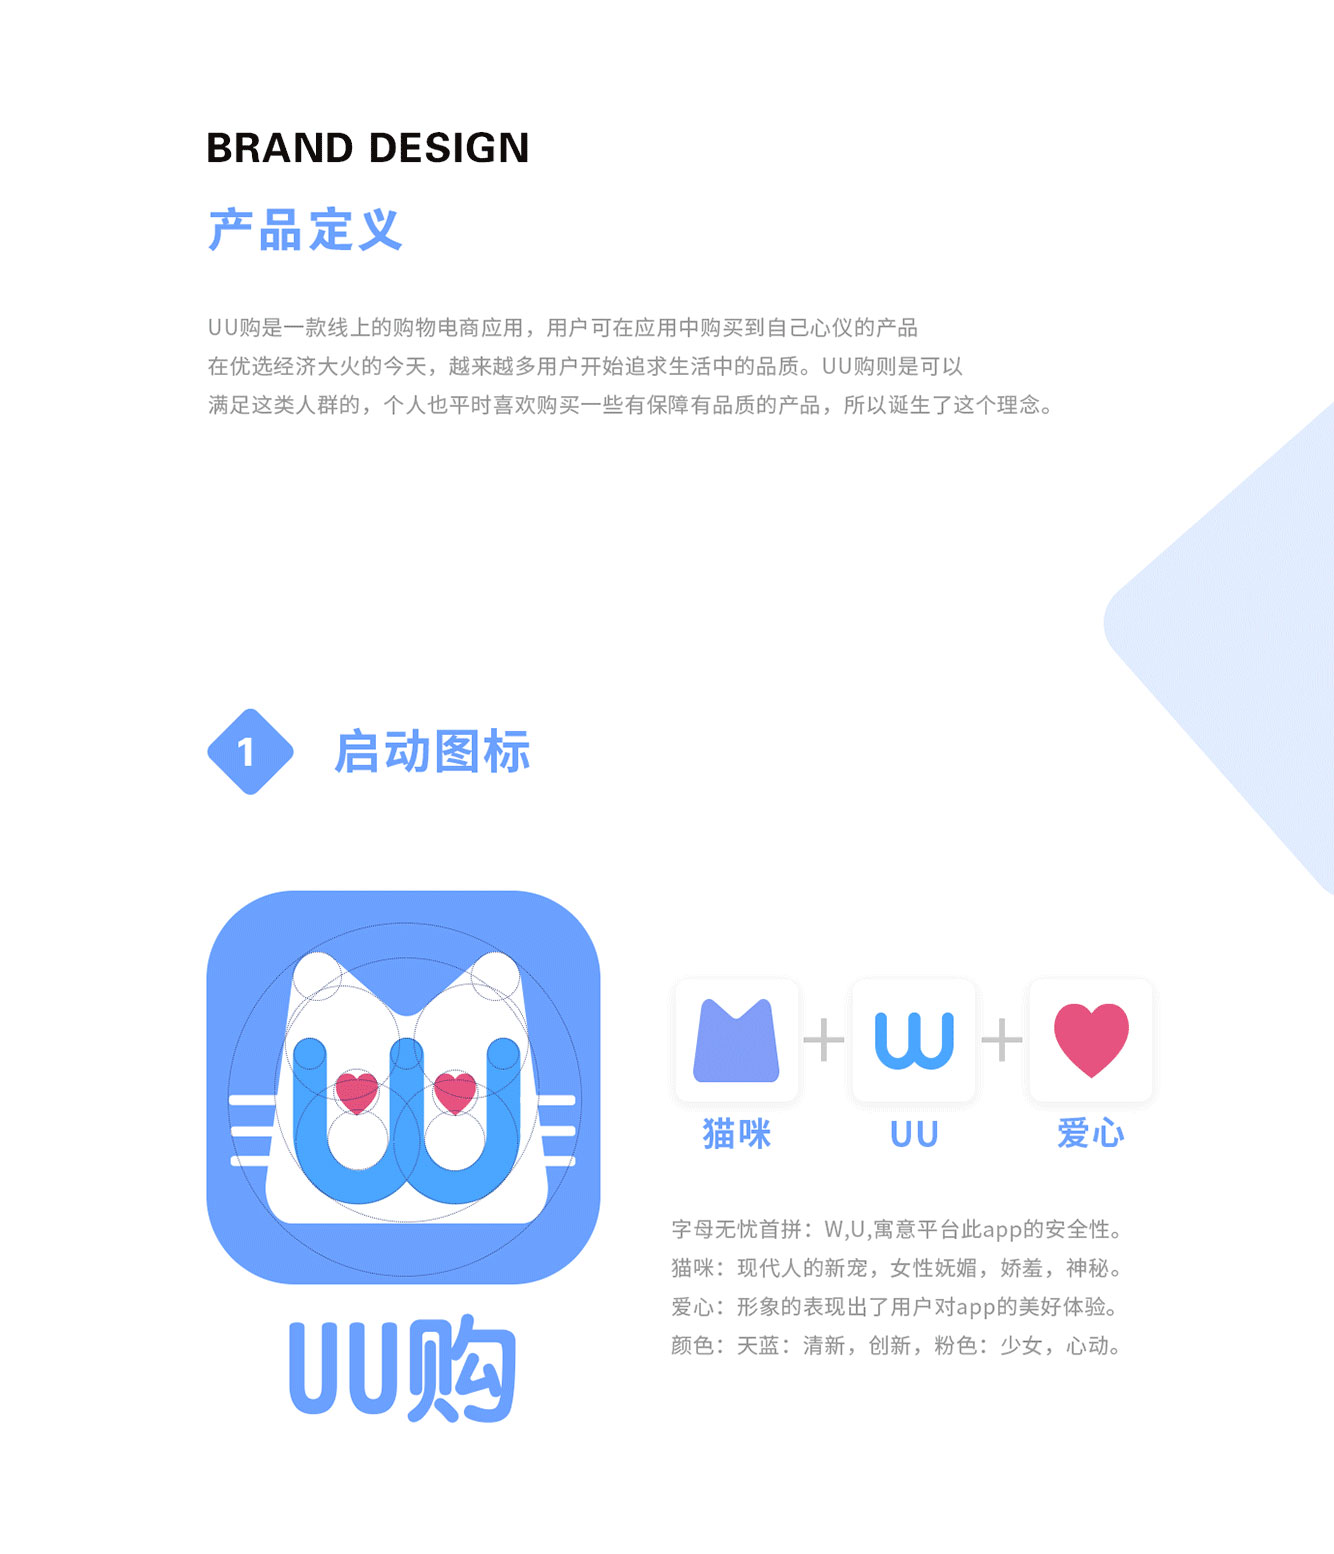 BRAND DESIGN
产品定义
UU购是一款线上的购物电商应用，用户可在应用中购买到自己心仪的产品
在优选经济大火的今天，越来越多用户开始追求生活中的品质。UU购则是可以
满足这类人群的，个人也平时喜欢购买一些有保障有品质的产品，所以诞生了这个理念。
1 启动图标
猫咪 UU 爱心
字母无忧首拼：W,U,寓意平台此app的安全性。
猫咪：现代人的新宠，女性妩媚，娇羞，神秘。
爱心：形象的表现出了用户对app的美好体验。
颜色：天蓝：清新，创新，粉色：少女，心动。
UU购